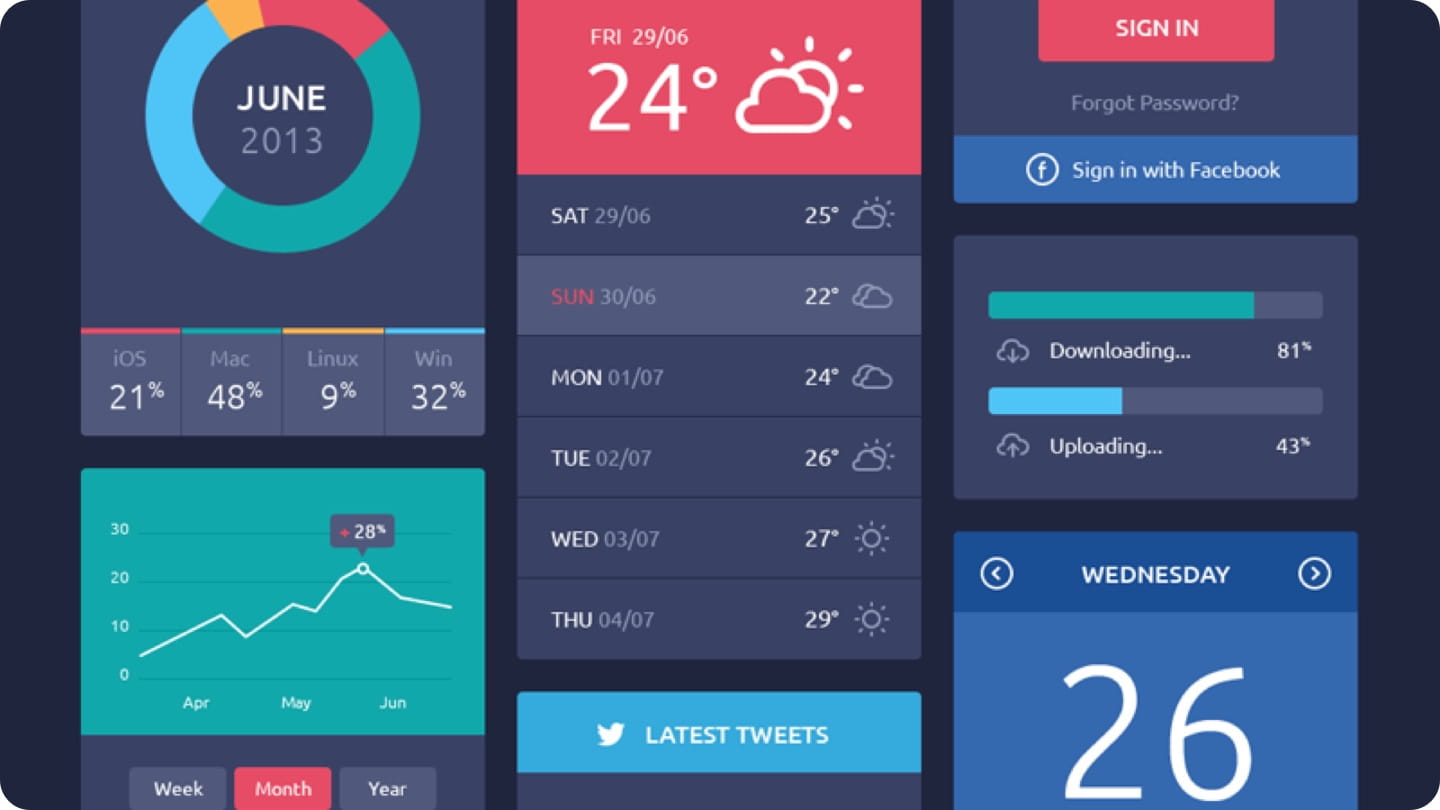 JUNE
2013
iOS
21%
Mac
48%
Linux
9%
Win
32%
30
20
10
0
+ 28%
Apr
May
Jun
Week
Month
Year
FRI 29/06
24°
SAT 29/06 25°
SUN 30/06 22°
MON 01/07 24°
TUE 02/07 26°
WED 03/07 27°
THU 04/07 29°
LATEST TWEETS
SIGN IN
Forgot Password?
f Sign in with Facebook
Downloading... 81%
Uploading... 43%
WEDNESDAY
26